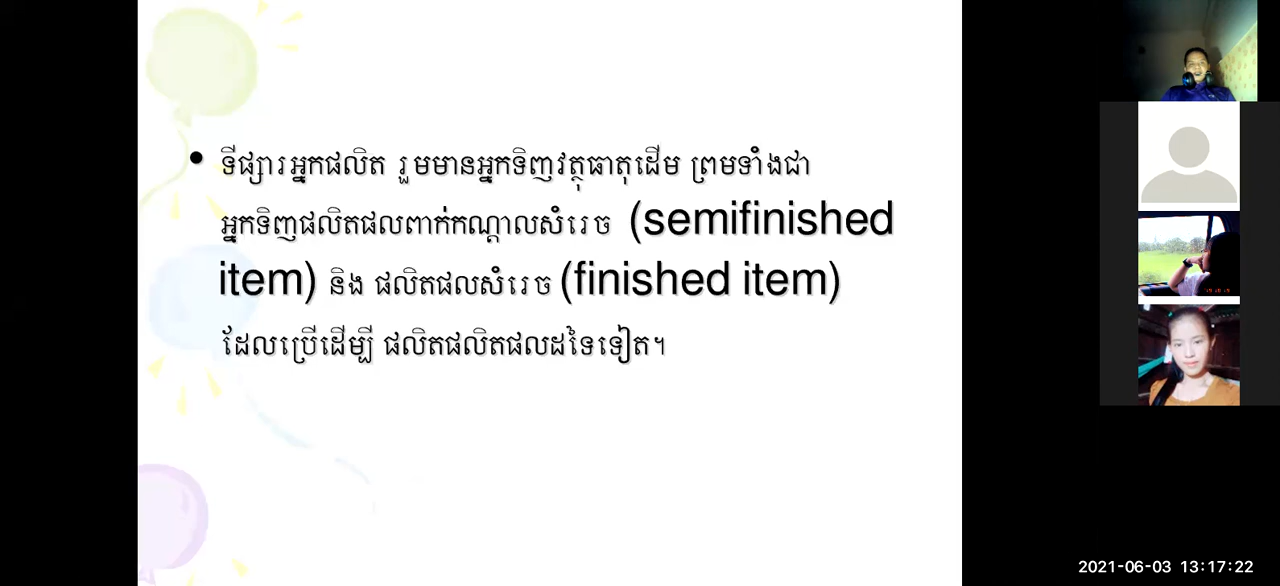 • ទីផ្សារអ្នកផលិត រួមមានអ្នកទិញវត្ថុធាតុដើម ព្រមទាំងជា
អ្នកទិញផលិតផលពាក់កណ្ដាលសំរេច (semifinished
item) និង ផលិតផលសំរេច (finished item)
ដែលប្រើដើម្បី ផលិតផលិតផលដទៃទៀត។
2021-06-03 13:17:22